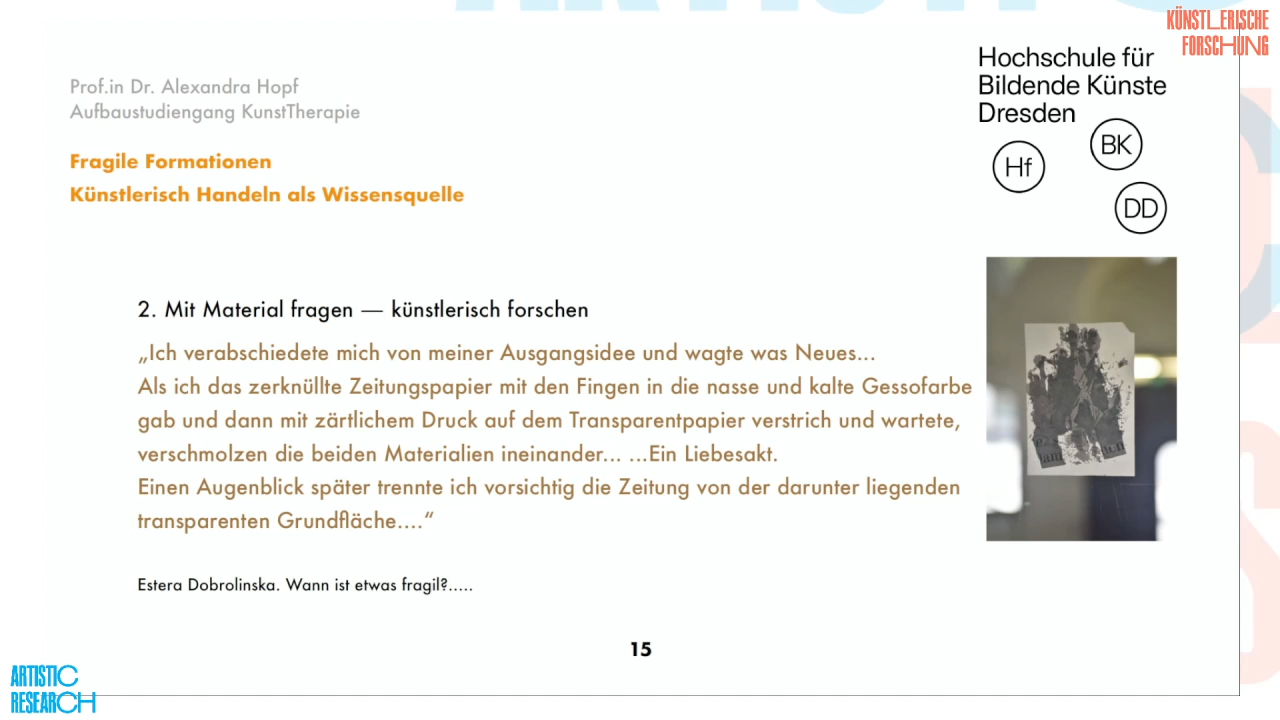 KÜNSTLERISCHE
FORSCHUNG
Hochschule für
Bildende Künste
Dresden
Hf
BK
DD
Prof.in Dr. Alexandra Hopf
Aufbaustudiengang KunstTherapie
Fragile Formationen
Künstlerisch Handeln als Wissensquelle
2. Mit Material fragen — künstlerisch forschen
„Ich verabschiedete mich von meiner Ausgangsidee und wagte was Neues...
Als ich das zerknüllte Zeitungspapier mit den Fingen in die nasse und kalte Gessofarbe
gab und dann mit zärtlichem Druck auf dem Transparentpapier verstrich und wartete,
verschmolzen die beiden Materialien ineinander... ...Ein Liebesakt.
Einen Augenblick später trennte ich vorsichtig die Zeitung von der darunter liegenden
transparenten Grundfläche....“
Estera Dobrolinska. Wann ist etwas fragil?.....
15
ARTISTIC
RESEARCH